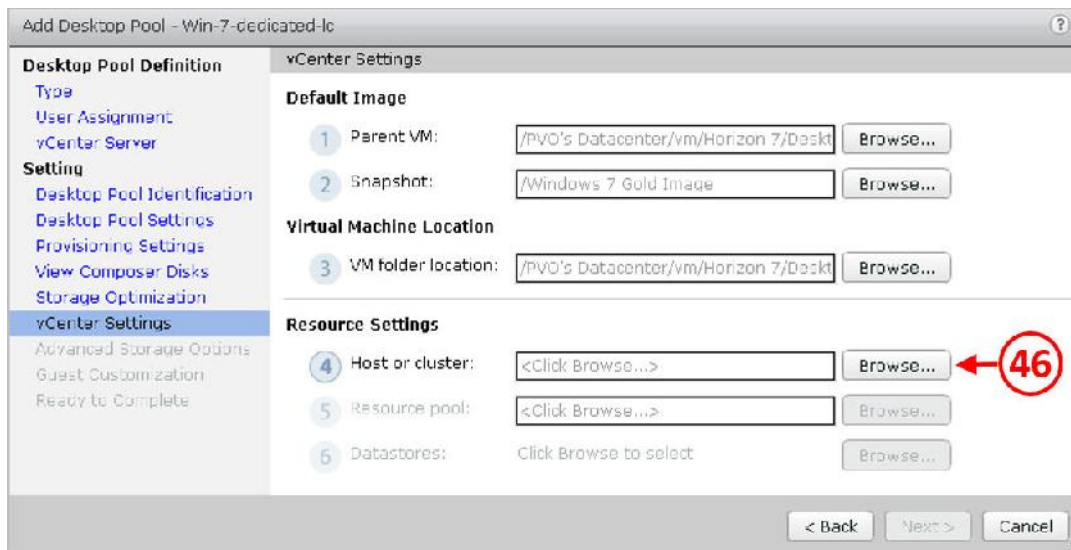 Add Desktop Pool - Win-7-dedicated-lc
?
Desktop Pool Definition
Type
User Assignment
vCenter Server
Setting
Desktop Pool Identification
Desktop Pool Settings
Provisioning Settings
View Composer Disks
Storage Optimization
vCenter Settings
Advanced Storage Options
Guest Customization
Ready to Complete
vCenter Settings
Default Image
1 Parent VM: /PVO's Datacenter/vm/Horizon 7/Deskt Browse...
2 Snapshot: /Windows 7 Gold Image Browse...
Virtual Machine Location
3 VM folder location: /PVO's Datacenter/vm/Horizon 7/Deskt Browse...
Resource Settings
4 Host or cluster: <Click Browse...> Browse... 46
5 Resource pool: <Click Browse...> Browse...
6 Datastores: Click Browse to select Browse...
< Back Next > Cancel